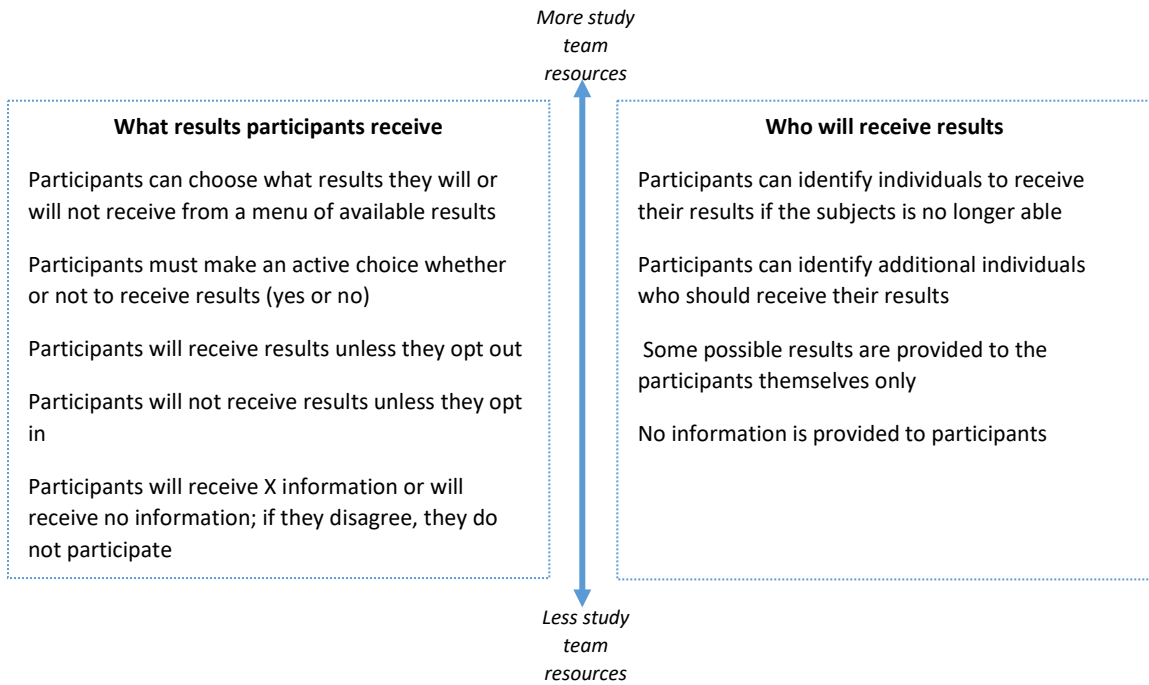 More study
team
resources
What results participants receive
Participants can choose what results they will or
will not receive from a menu of available results
Participants must make an active choice whether
or not to receive results (yes or no)
Participants will receive results unless they opt out
Participants will not receive results unless they opt
in
Participants will receive X information or will
receive no information; if they disagree, they do
not participate
Who will receive results
Participants can identify individuals to receive
their results if the subjects is no longer able
Participants can identify additional individuals
who should receive their results
Some possible results are provided to the
participants themselves only
No information is provided to participants
Less study
team
resources